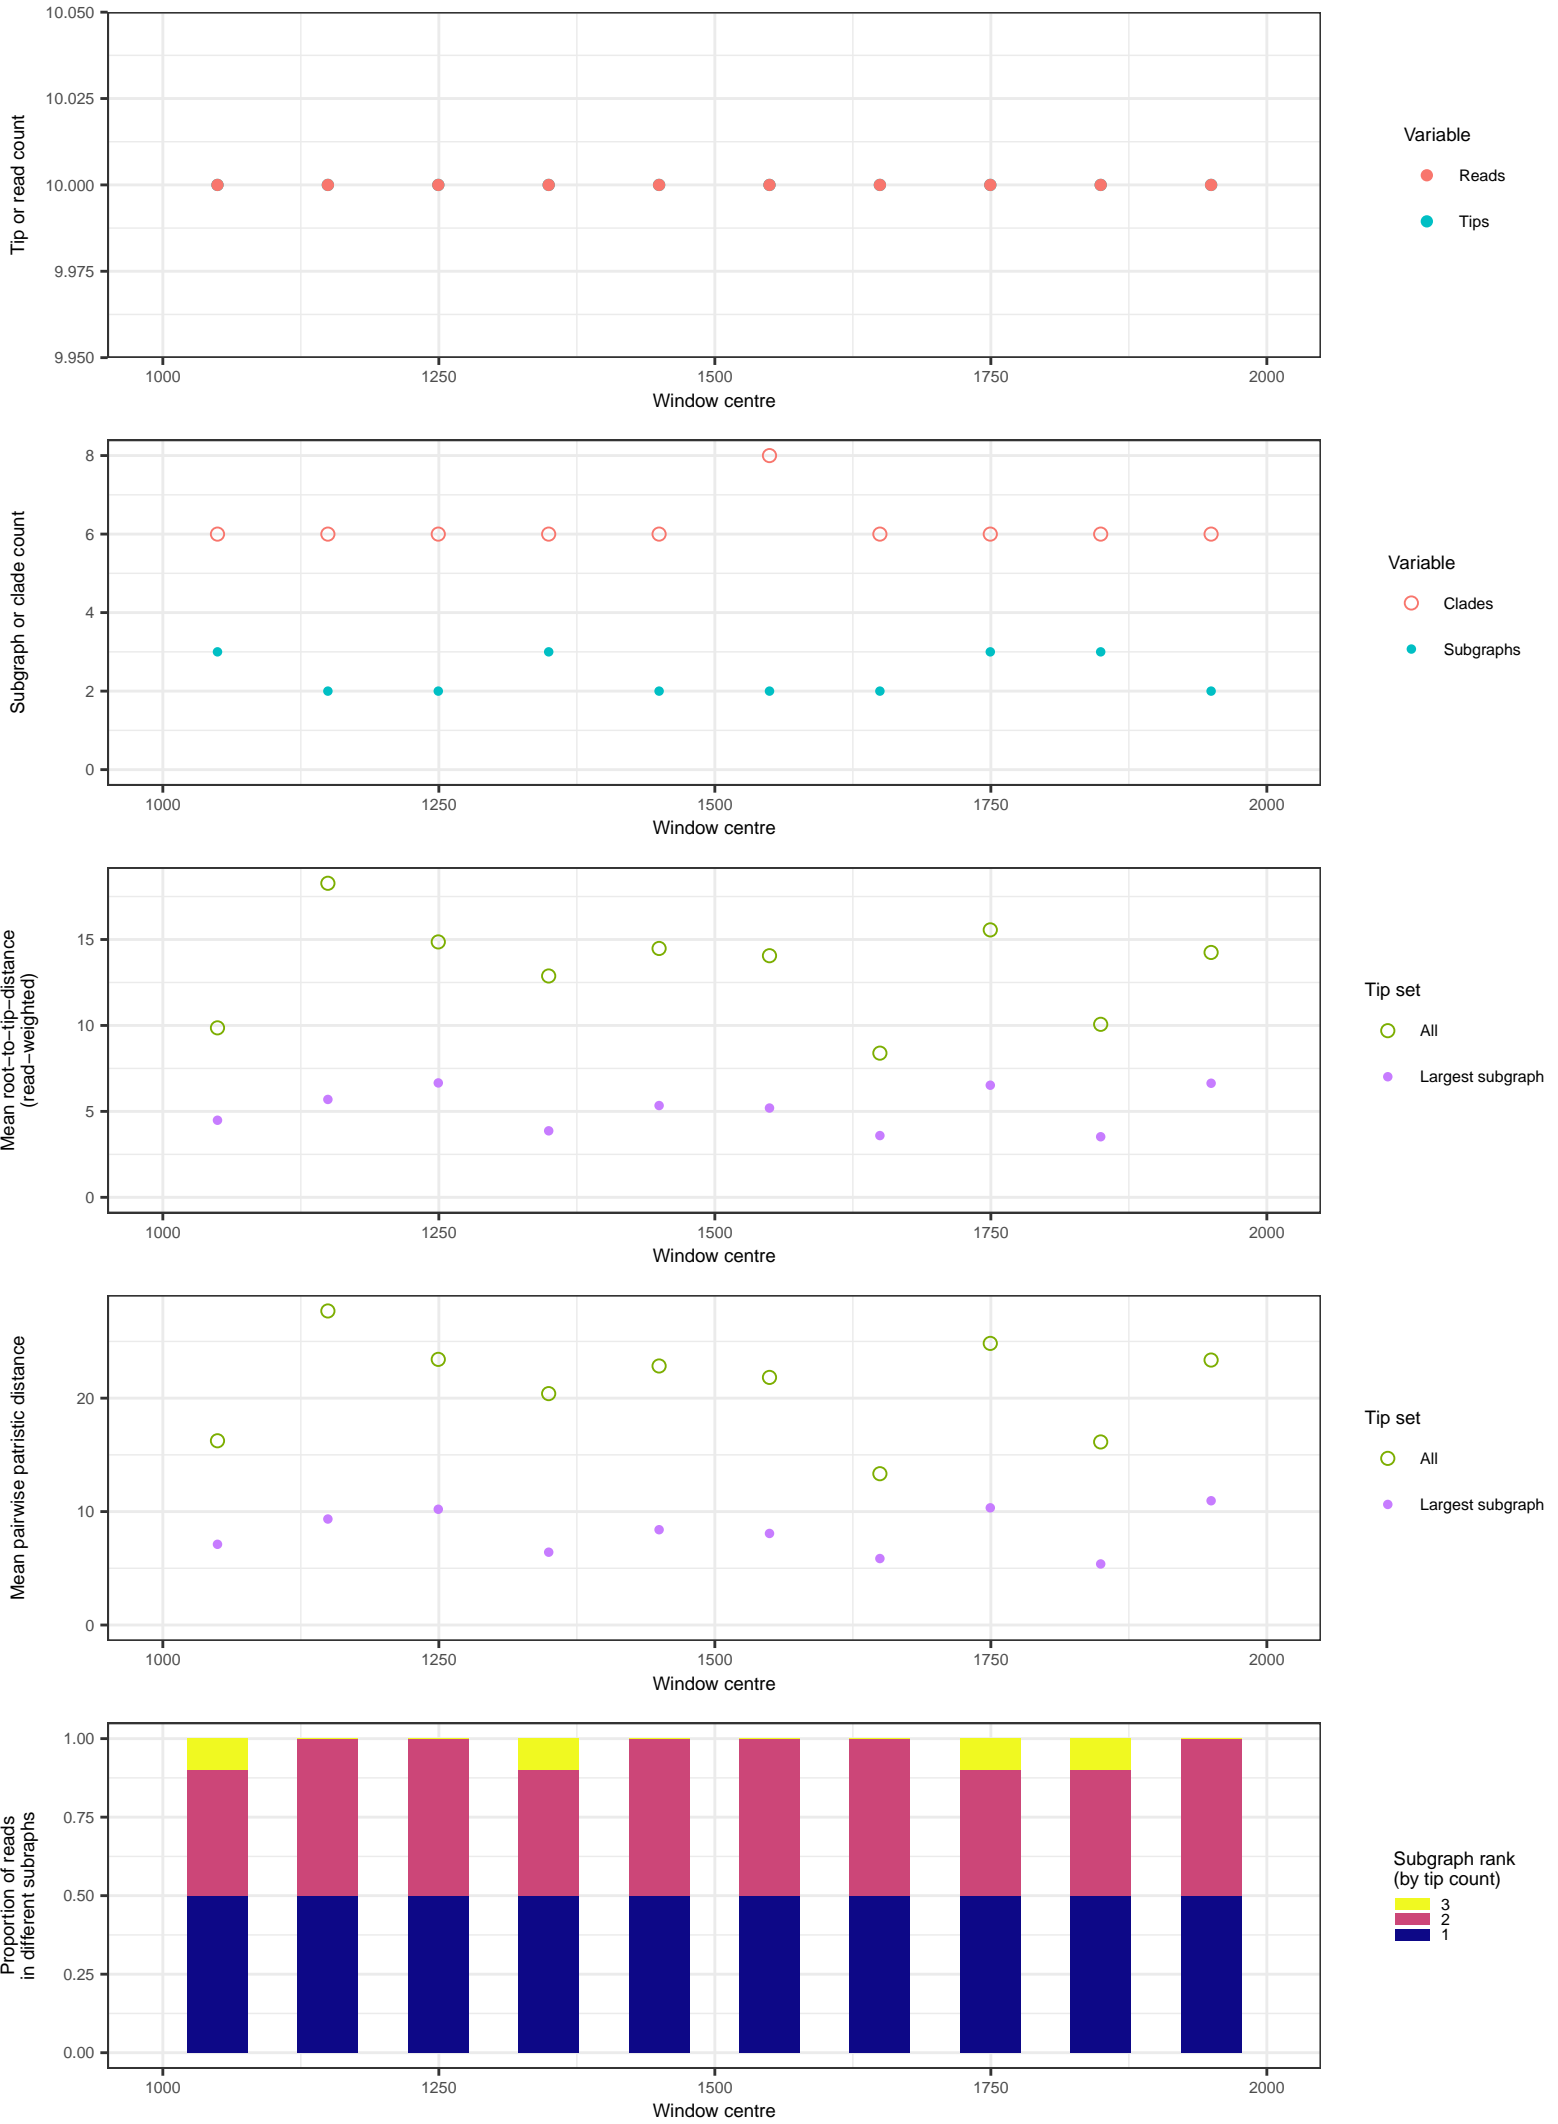 Tip or read count
10.050
10.025
10.000
9.975
9.950
1000 1250 1500 1750 2000
Window centre
Variable
Reads
Tips
Subgraph or clade count
8
6
4
2
0
1000 1250 1500 1750 2000
Window centre
Variable
Clades
Subgraphs
Mean root−to−tip−distance
(read−weighted)
15
10
5
0
1000 1250 1500 1750 2000
Window centre
Tip set
All
Largest subgraph
Mean pairwise patristic distance
20
10
0
1000 1250 1500 1750 2000
Window centre
Tip set
All
Largest subgraph
Proportion of reads
in different subraphs
1.00
0.75
0.50
0.25
0.00
1000 1250 1500 1750 2000
Window centre
Subgraph rank
(by tip count)
3
2
1